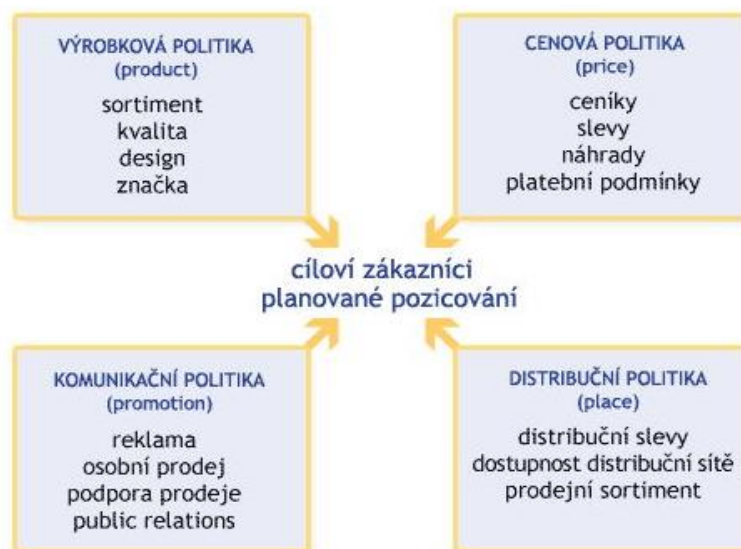 VÝROBKOVÁ POLITIKA
(product)
sortiment
kvalita
design
značka
CENOVÁ POLITIKA
(price)
ceníky
slevy
náhrady
platební podmínky
cíloví zákazníci
planované pozicování
KOMUNIKAČNÍ POLITIKA
(promotion)
reklama
osobní prodej
podpora prodeje
public relations
DISTRIBUČNÍ POLITIKA
(place)
distribuční slevy
dostupnost distribuční sítě
prodejní sortiment